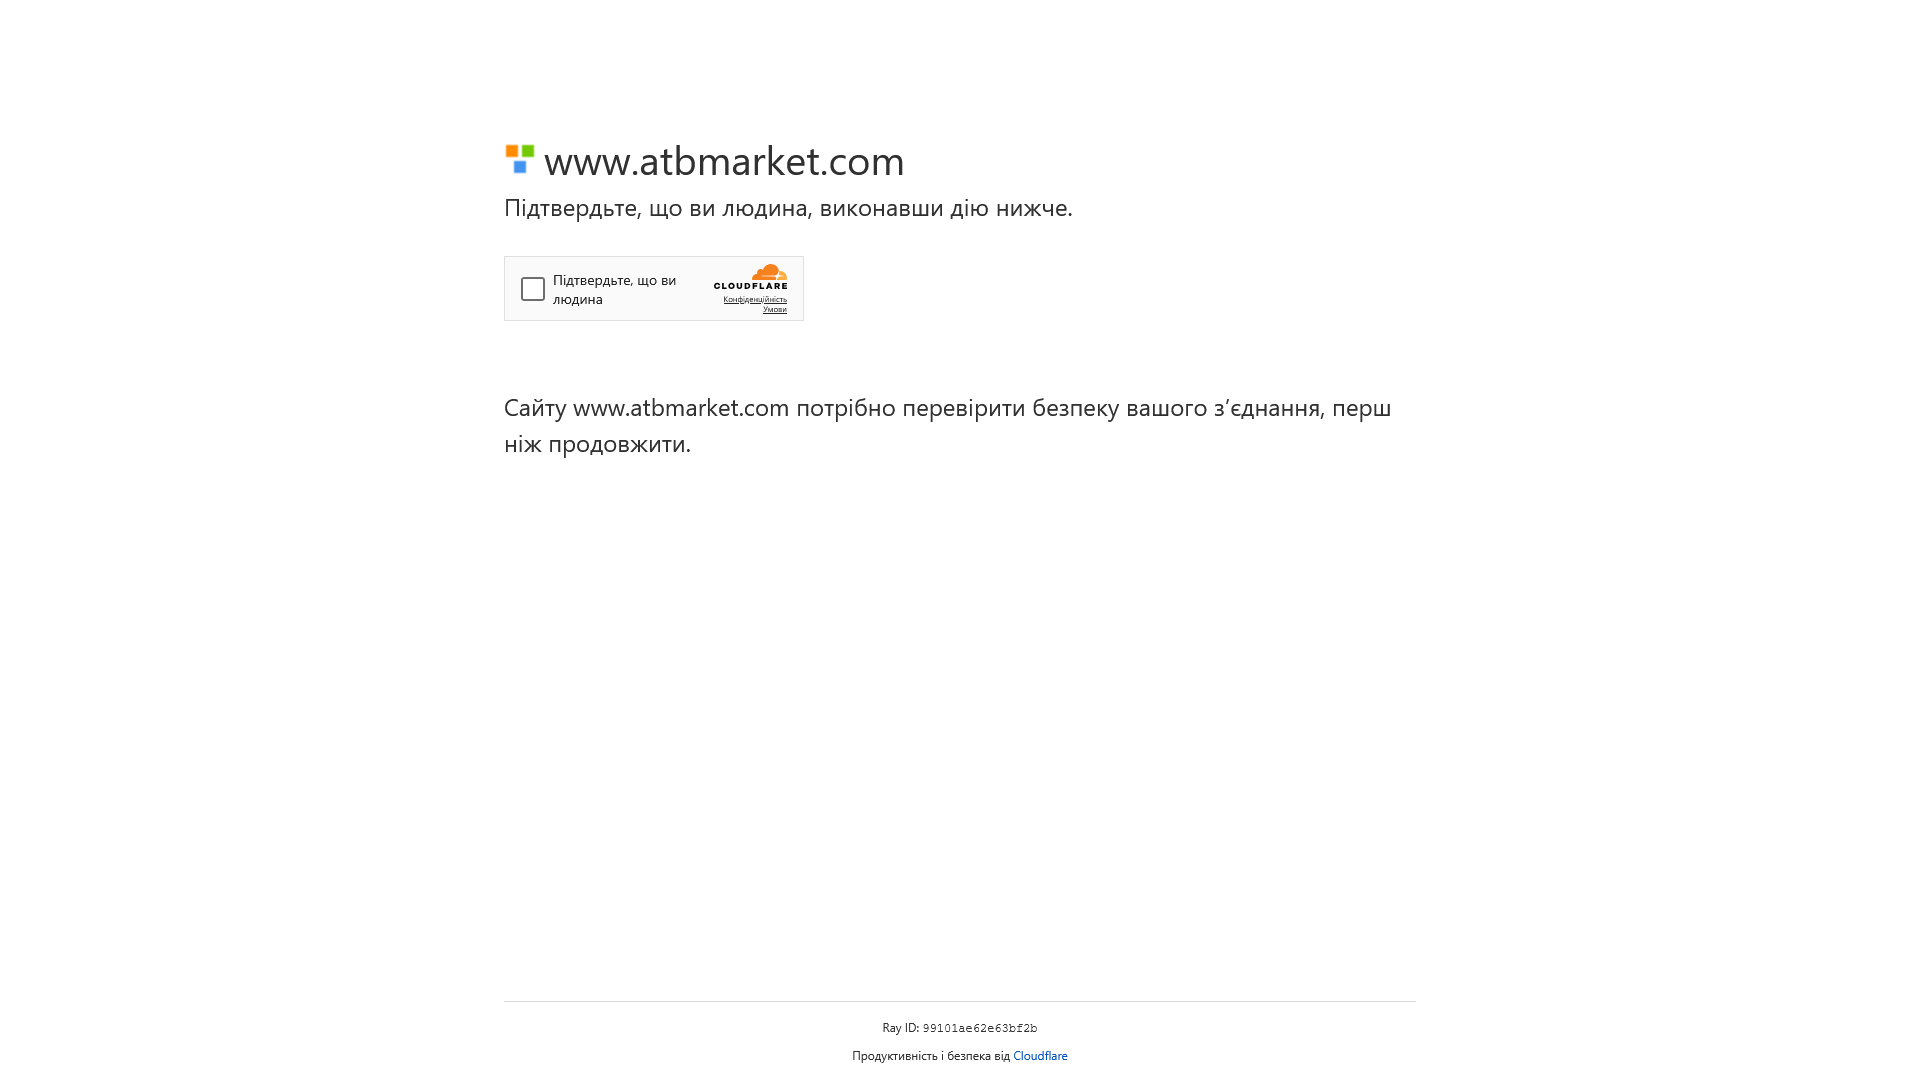 www.atbmarket.com
Підтвердьте, що ви людина, виконавши дію нижче.
Підтвердьте, що ви
людина
CLOUDFLARE
Конфіденційність
Умови
Сайту www.atbmarket.com потрібно перевірити безпеку вашого з’єднання, перш
ніж продовжити.
Ray ID: 99101ae62e63bf2b
Продуктивність і безпека від Cloudflare